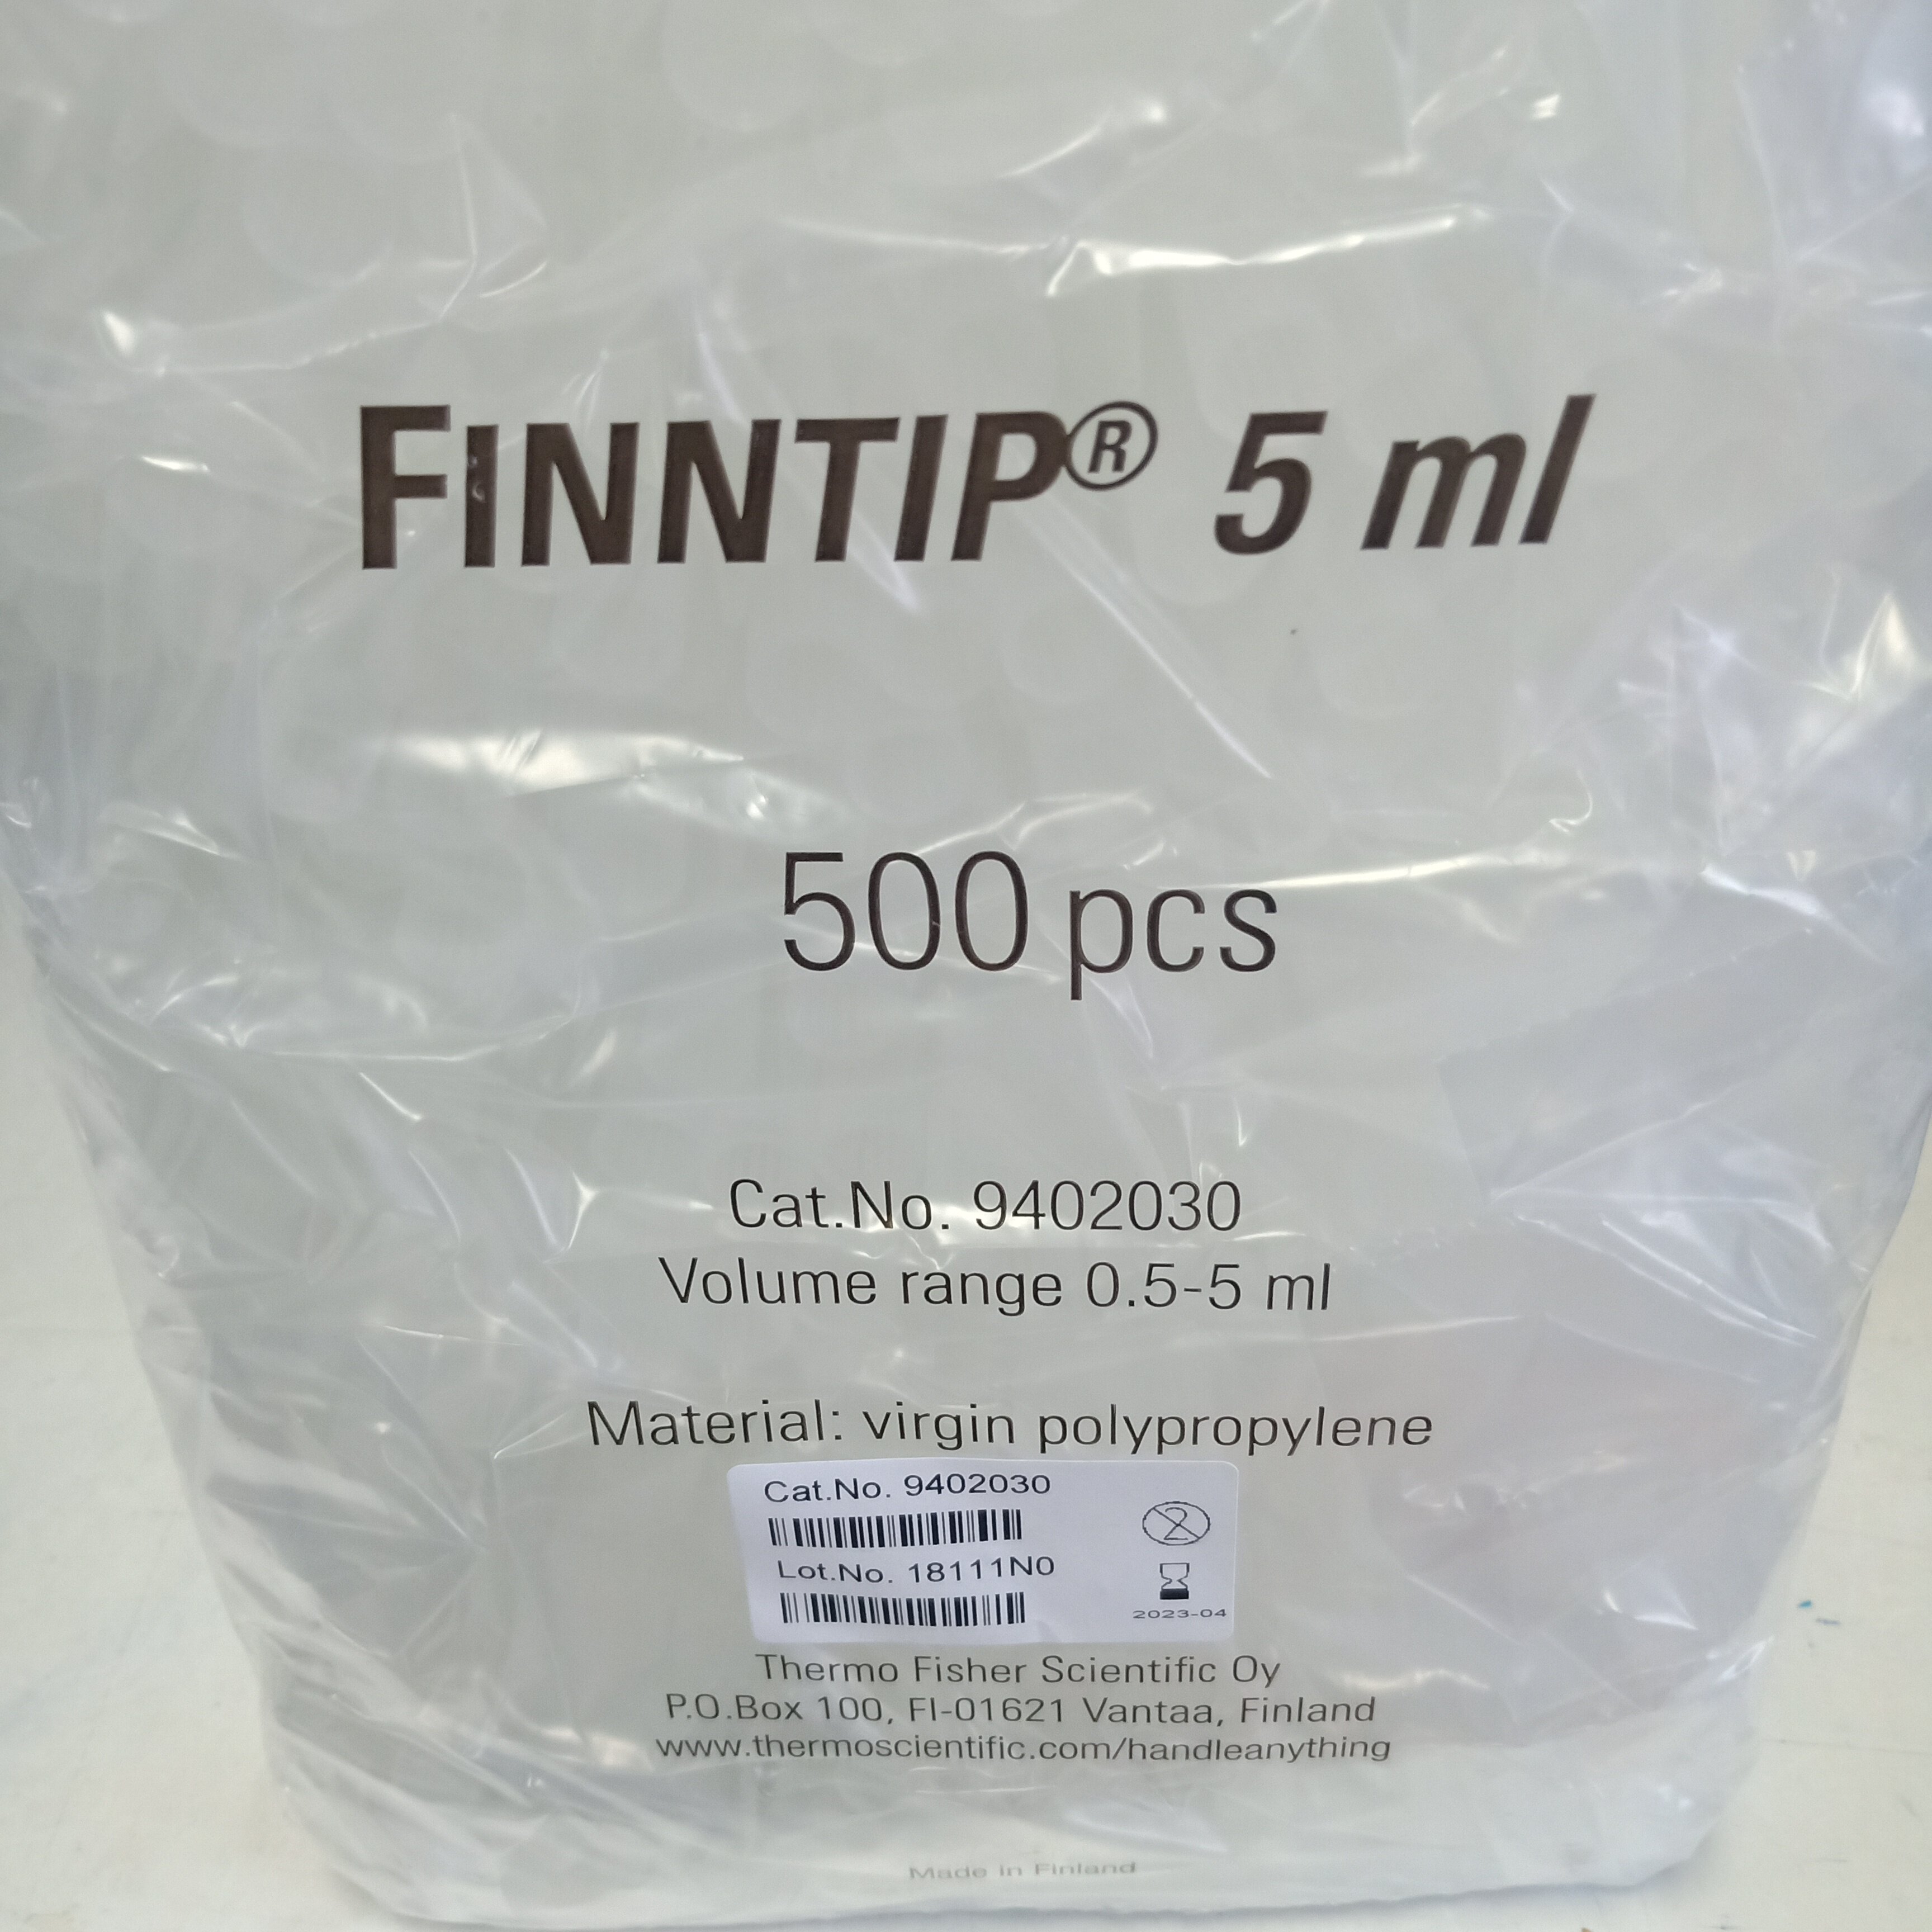 FINNTIP® 5 ml
500 pcs
Cat.No. 9402030
Volume range 0.5-5 ml
Material: virgin polypropylene
Cat.No. 9402030
2
Lot.No. 18111N0
2023-04
Thermo Fisher Scientific Oy
P.O.Box 100, FI-01621 Vantaa, Finland
www.thermoscientific.com/handleanything
Made in Finland